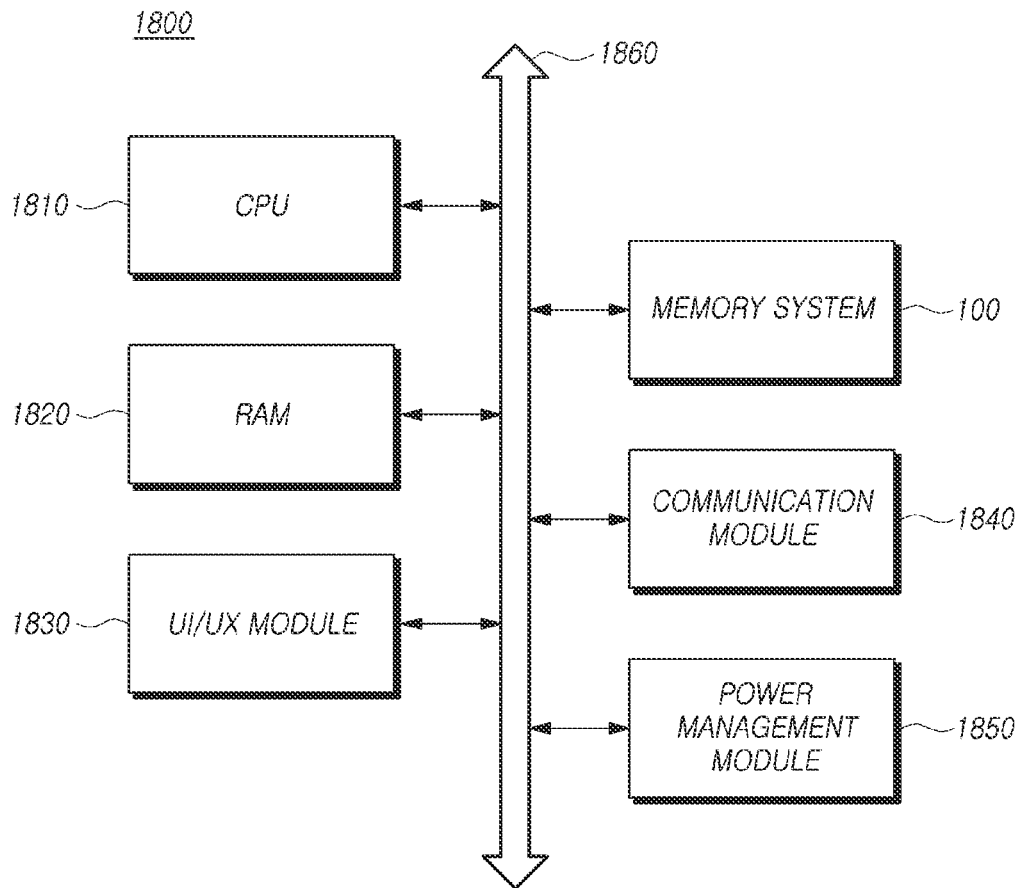 1800
1860
1810
CPU
MEMORY SYSTEM
100
1820
RAM
COMMUNICATION
MODULE
1840
1830
UI/UX MODULE
POWER
MANAGEMENT
MODULE
1850